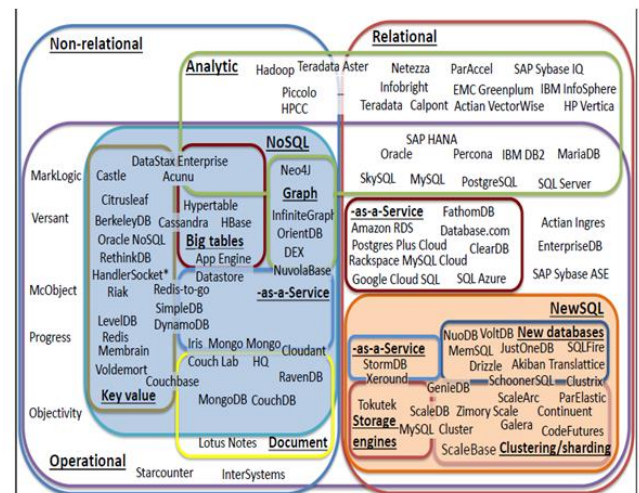 Non-relational
Relational
Analytic
Hadoop Teradata Aster Netezza ParAccel SAP Sybase IQ
Piccolo Infobright EMC Greenplum IBM InfoSphere
HPCC Teradata Calpont Actian VectorWise HP Vertica
NoSQL
SAP HANA
Oracle Percona IBM DB2 MariaDB
SkySQL MySQL PostgreSQL SQL Server
DataStax Enterprise
Acunu
Neo4J
Graph
InfiniteGraph
OrientDB
DEX
NuvolaBase
MarkLogic
Versant
McObject
Progress
Objectivity
Castle
Citrusleaf
BerkeleyDB
Oracle NoSQL
RethinkDB
HandlerSocket*
Riak
Redis-to-go
SimpleDB
LevelDB
DynamoDB
Redis
Membrain
Voldemort
Couchbase
Key value
Hypertable
Cassandra HBase
Big tables
App Engine
Datastore
-as-a-Service
Iris Mongo Mongo Cloudant
Couch Lab HQ
RavenDB
MongoDB CouchDB
Lotus Notes Document
Operational
Starcounter InterSystems
-as-a-Service FathomDB
Amazon RDS Database.com
Postgres Plus Cloud ClearDB
Rackspace MySQL Cloud
Google Cloud SQL SQL Azure
Actian Ingres
EnterpriseDB
SAP Sybase ASE
NewSQL
NuoDB VoltDB New databases
MemSQL JustOneDB SQLFire
Drizzle Akiban Translattice
SchoonerSQL Clustrix
-as-a-Service
StormDB
Xeround
GenieDB
ScaleArc ParElastic
Tokutek ScaleDB Zimory Scale Continuent
Storage engines
MySQL Cluster Galera CodeFutures
ScaleBase Clustering/sharding